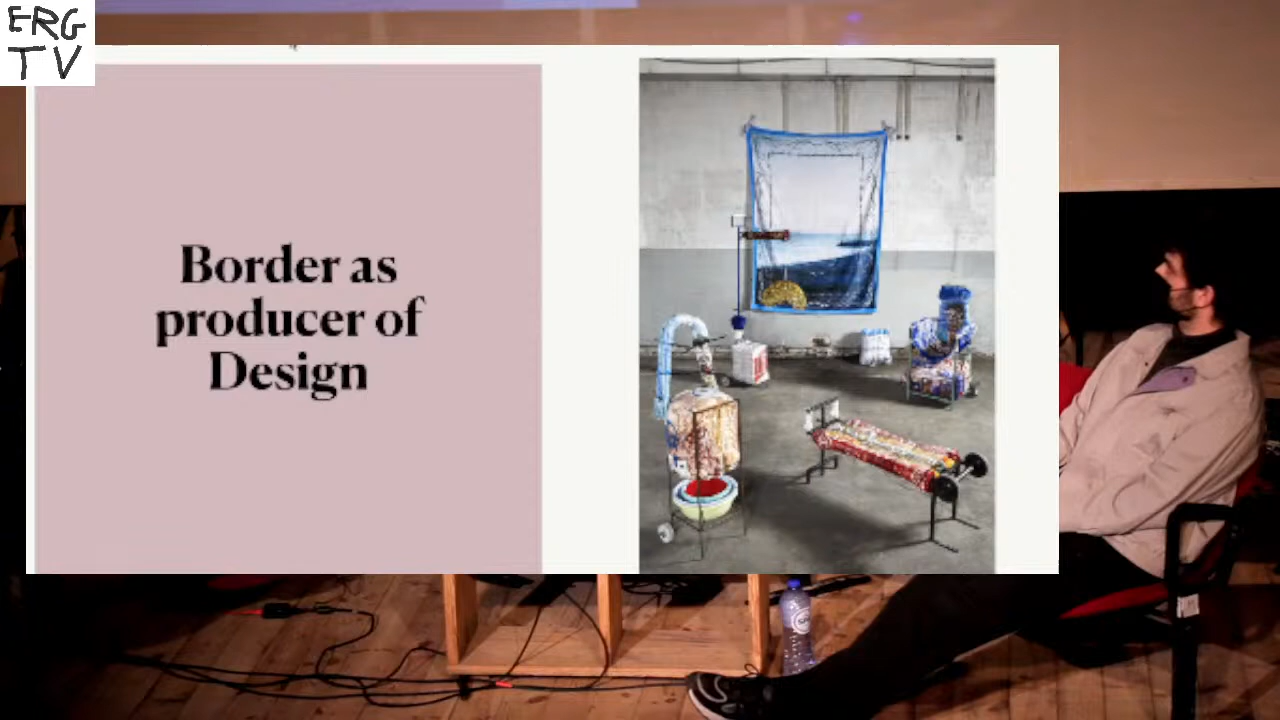 ERG
TV
Border as
producer of
Design